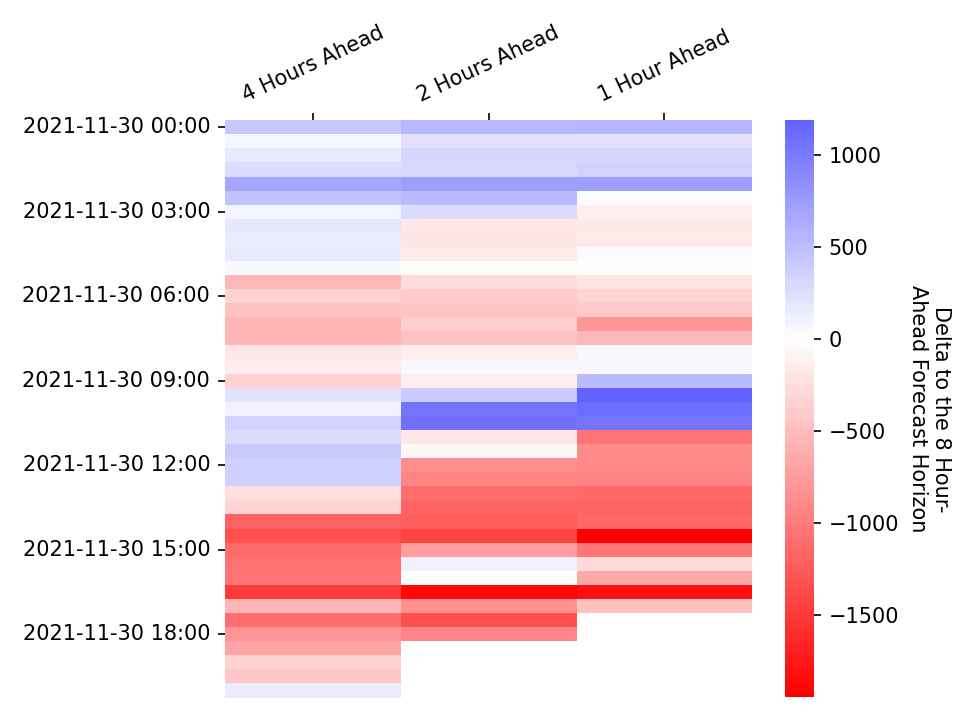 4 Hours Ahead
2 Hours Ahead
1 Hour Ahead
2021-11-30 00:00
2021-11-30 03:00
2021-11-30 06:00
2021-11-30 09:00
2021-11-30 12:00
2021-11-30 15:00
2021-11-30 18:00
1000
500
0
−500
−1000
−1500
Delta to the 8 Hour-
Ahead Forecast Horizon